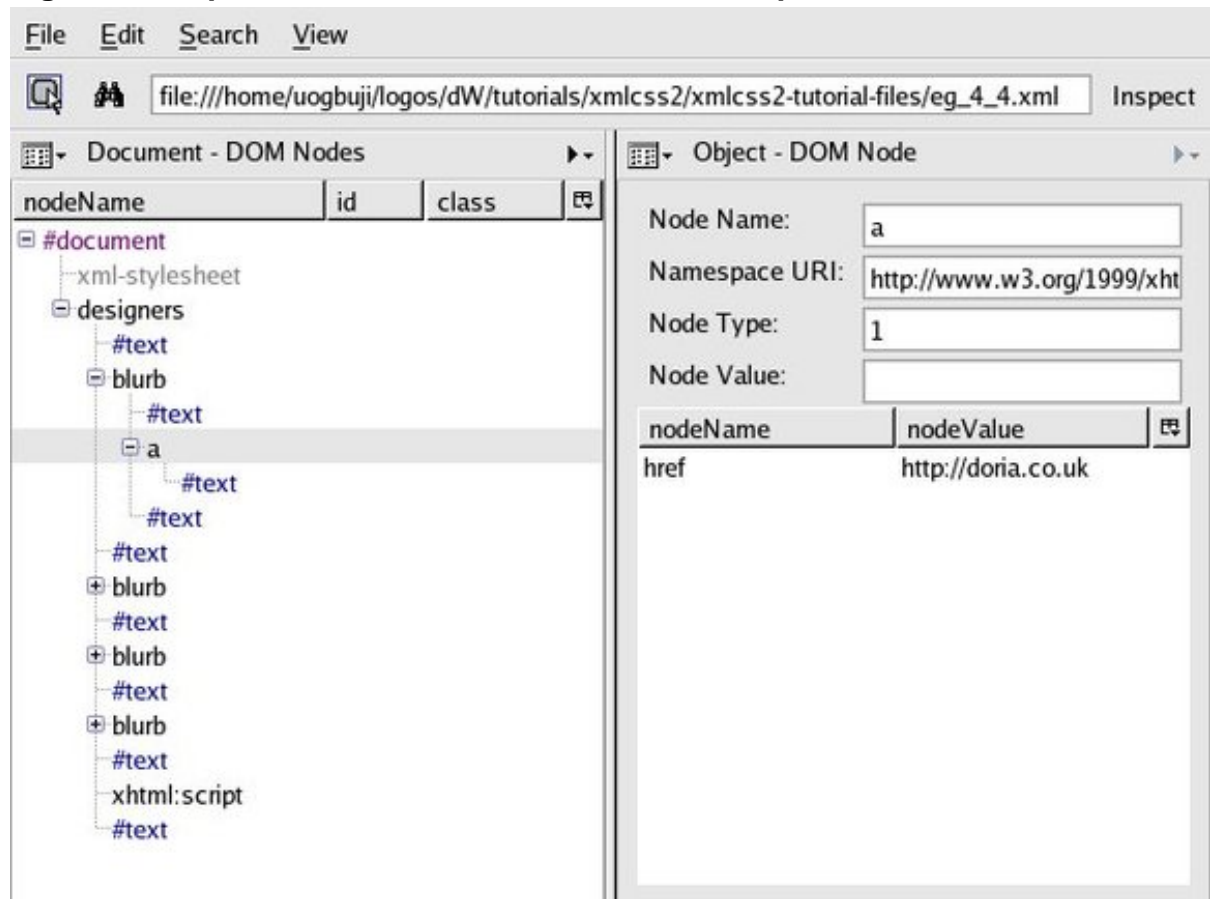 File Edit Search View
file:///home/uogbuji/logos/dW/tutorials/xmlcss2/xmlcss2-tutorial-files/eg_4_4.xml Inspect
Document - DOM Nodes
nodeName id class
#document
xml-stylesheet
designers
#text
blurb
#text
a
#text
#text
#text
blurb
#text
blurb
#text
blurb
#text
xhtml:script
#text
Object - DOM Node
Node Name: a
Namespace URI: http://www.w3.org/1999/xht
Node Type: 1
Node Value:
nodeName nodeValue
href http://doria.co.uk